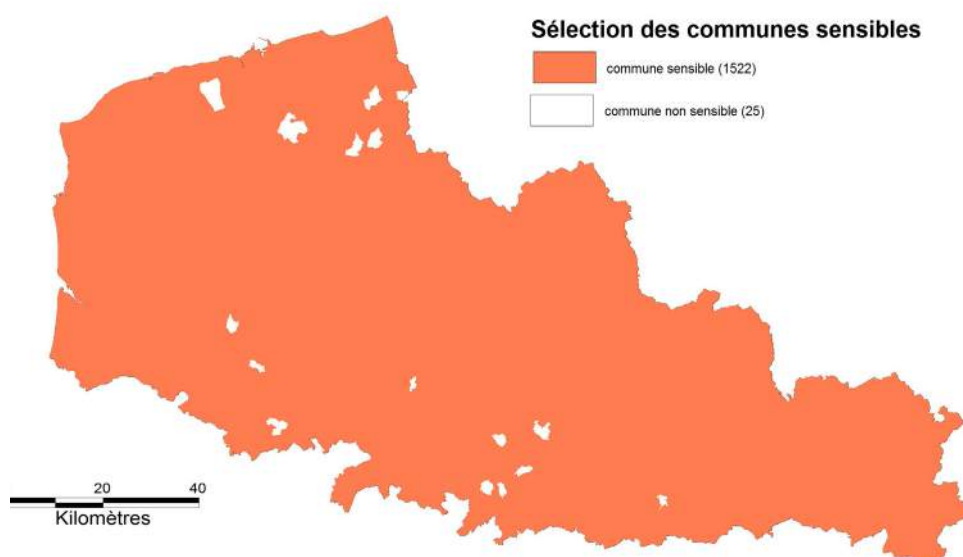 Sélection des communes sensibles
commune sensible (1522)
commune non sensible (25)
20 40
Kilomètres